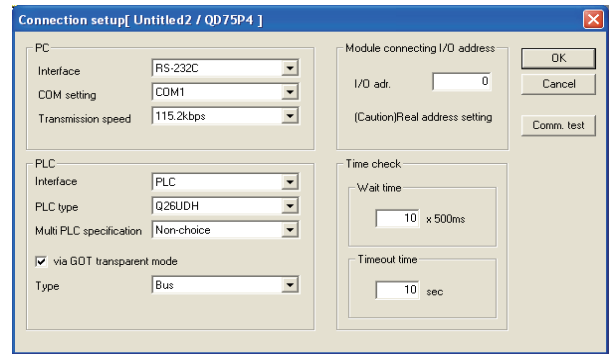 Connection setup[ Untitled2 / QD75P4 ]
PC
Interface RS-232C
COM setting COM1
Transmission speed 115.2kbps
Module connecting I/O address
I/O adr. 0
(Caution)Real address setting
OK
Cancel
Comm. test
PLC
Interface PLC
PLC type Q26UDH
Multi PLC specification Non-choice
via GOT transparent mode
Type Bus
Time check
Wait time
10 x 500ms
Timeout time
10 sec